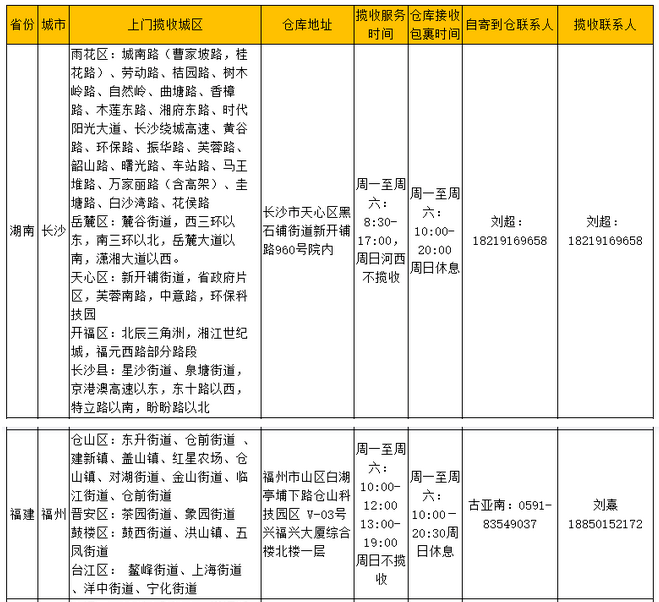 省份
城市
上门揽收城区
仓库地址
揽收服务
时间
仓库接收
包裹时间
自寄到仓联系人
揽收联系人
湖南
长沙
雨花区：城南路（曹家坡路，桂
花路）、劳动路、桔园路、树木
岭路、自然岭、曲塘路、香樟
路、木莲东路、湘府东路、时代
阳光大道、长沙绕城高速、黄谷
路、环保路、振华路、芙蓉路、
韶山路、曙光路、车站路、马王
堆路、万家丽路（含高架）、圭
塘路、白沙湾路、花侯路
岳麓区：麓谷街道，西三环以
东，南三环以北，岳麓大道以
南，潇湘大道以西。
天心区：新开铺街道，省政府片
区，芙蓉南路，中意路，环保科
技园
开福区：北辰三角洲，湘江世纪
城，福元西路部分路段
长沙县：星沙街道、泉塘街道，
京港澳高速以东，东十路以西，
特立路以南，盼盼路以北
长沙市天心区黑
石铺街道新开铺
路960号院内
周一至周
六：
8:30-
17:00，
周日河西
不揽收
周一至周
六：
10:00-
20:00
周日休息
刘超：
18219169658
刘超：
18219169658
福建
福州
仓山区：东升街道、仓前街道 、
建新镇、盖山镇、红星农场、仓
山镇、对湖街道、金山街道、临
江街道、仓前街道
晋安区：茶园街道、象园街道
鼓楼区：鼓西街道、洪山镇、五
凤街道
台江区： 鳌峰街道、上海街道
、洋中街道、宁化街道
福州市山区白湖
亭埔下路仓山科
技园园区 V-03号
兴福兴大厦综合
楼北楼一层
周一至周
六：
10:00-
12:00
13:00-
19:00
周日不揽
收
周一至周
六：
10:00－
20:30周
日休息
古亚南：0591-
83549037
刘熹
18850152172